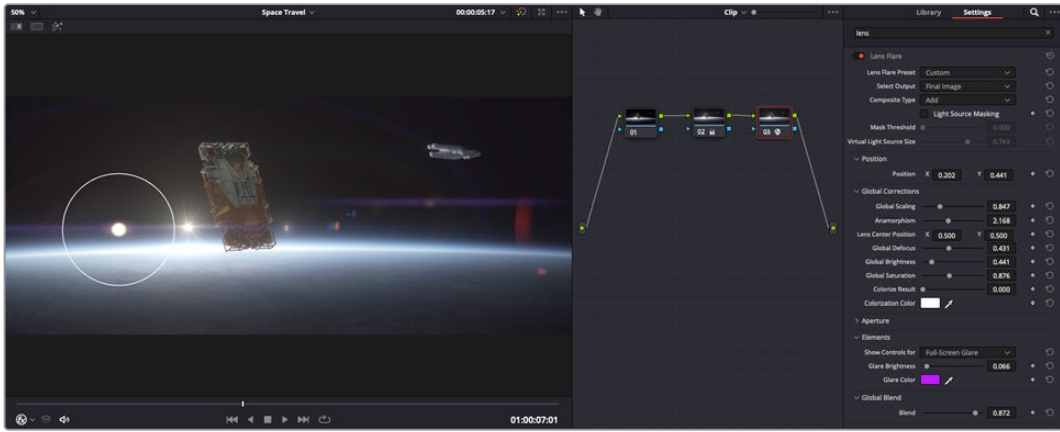 50%
Space Travel
00:00:05:17
Clip
Library
Settings
lens
Lens Flare
Lens Flare Preset Custom
Select Output Final Image
Composite Type Add
Light Source Masking
Mask Threshold 0.000
Virtual Light Source Size 0.743
Position
Position X 0.202 Y 0.441
Global Corrections
Global Scaling 0.847
Anamorphism 2.168
Lens Center Position X 0.500 Y 0.500
Global Defocus 0.431
Global Brightness 0.441
Global Saturation 0.876
Colorize Result 0.000
Colorization Color
Aperture
Elements
Show Controls for Full-Screen Glare
Glare Brightness 0.066
Glare Color
Global Blend
Blend 0.872
01
02
03
01:00:07:01